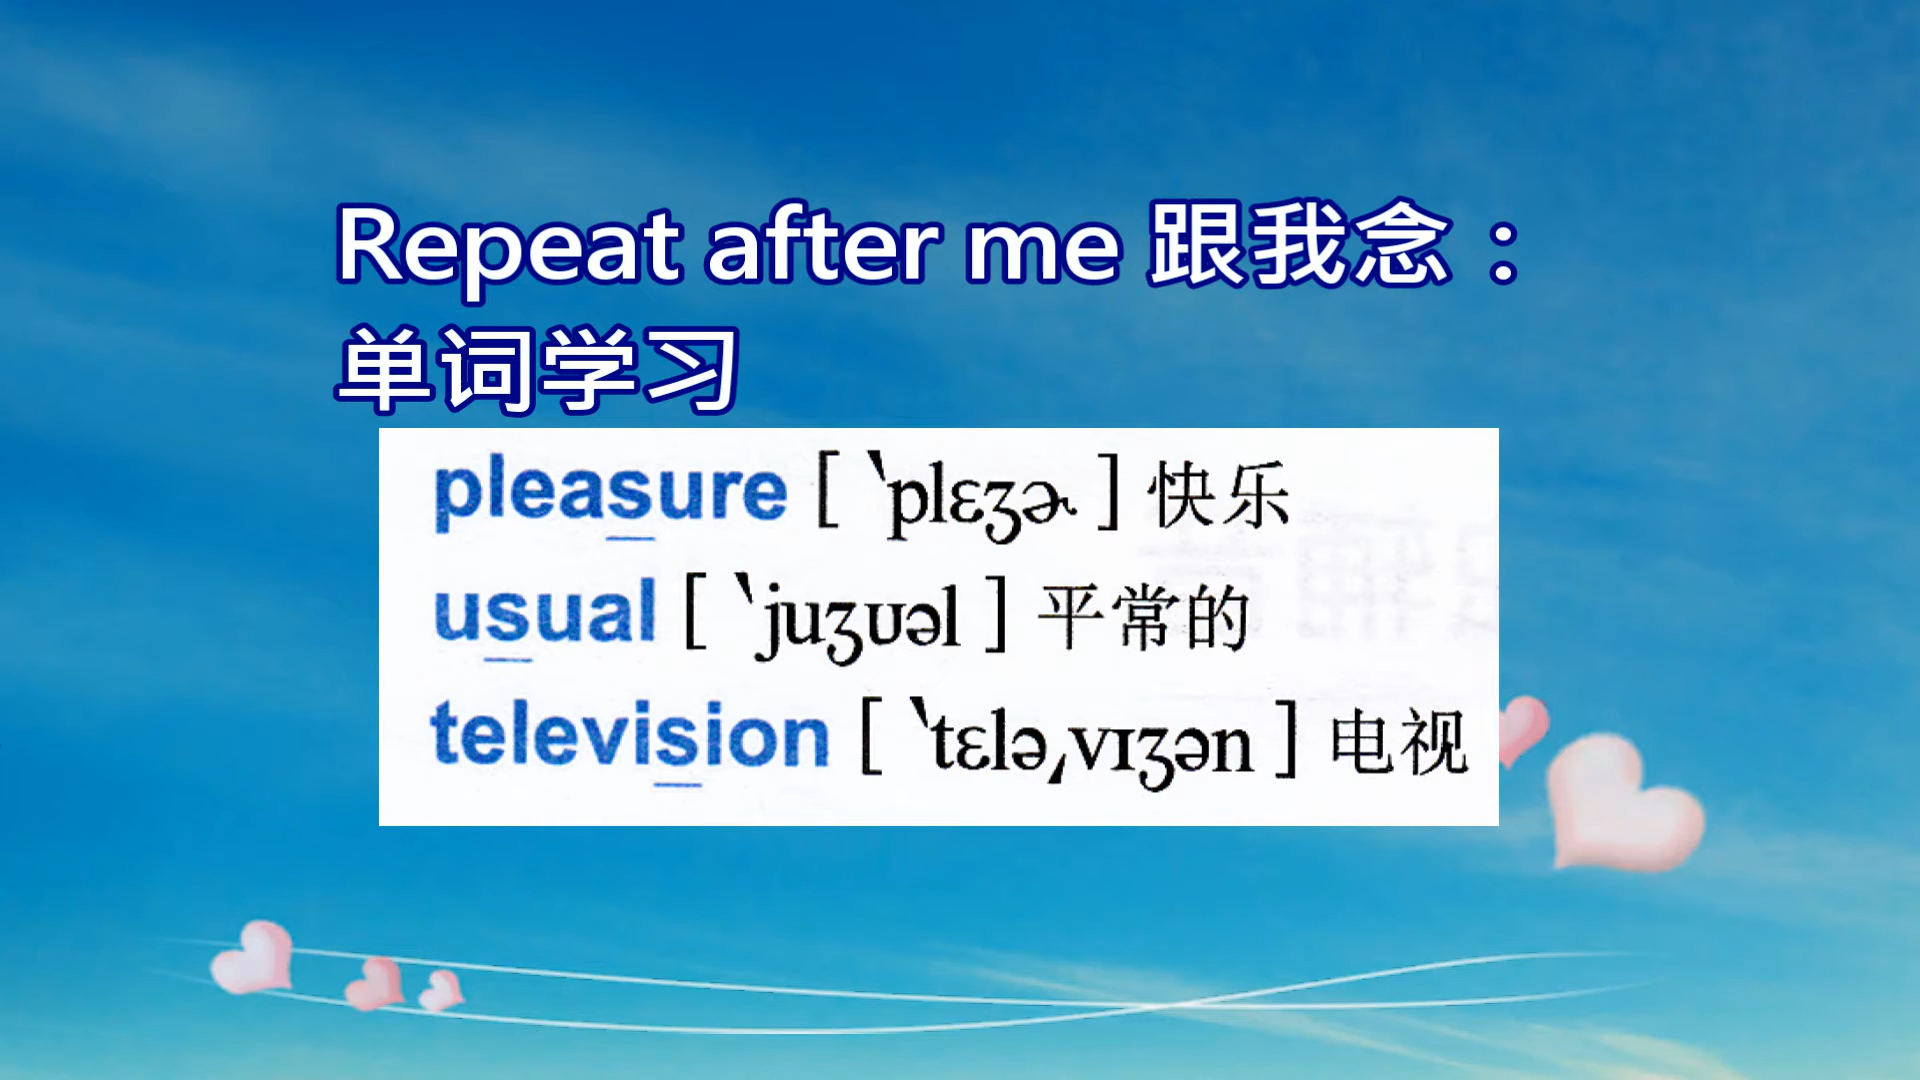 Repeat after me 跟我念：
单词学习
pleasure [ ˋplɛʒɚ ] 快乐
usual [ ˋjuʒʊəl ] 平常的
television [ ˋtɛləˏvɪʒən ] 电视